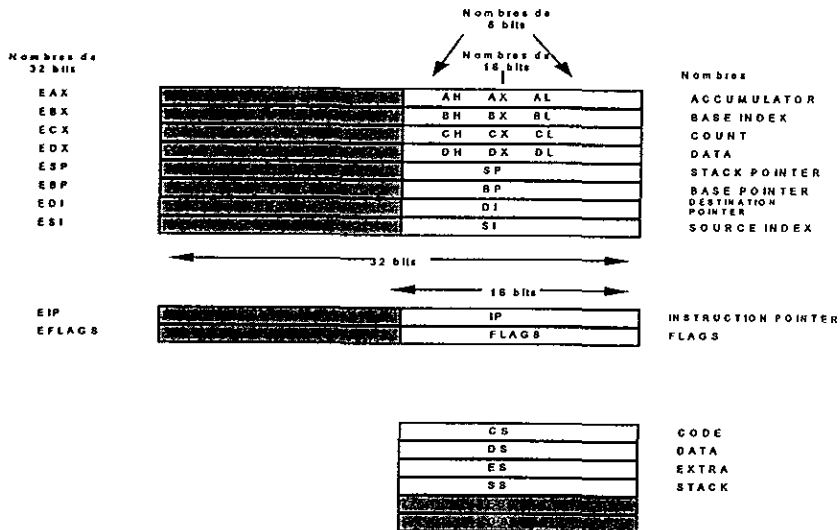 Nombres de
8 bits
Nombres de
32 bits
Nombres de
16 bits
Nombres
EAX AH AX AL ACCUMULATOR
EBX BH BX BL BASE INDEX
ECX CH CX CL COUNT
EDX DH DX DL DATA
ESP SP STACK POINTER
EBP BP BASE POINTER
EDI DI DESTINATION
POINTER
ESI SI SOURCE INDEX
32 bits
16 bits
EIP IP INSTRUCTION POINTER
EFLAGS FLAGS FLAGS
CS CODE
DS DATA
ES EXTRA
SS STACK